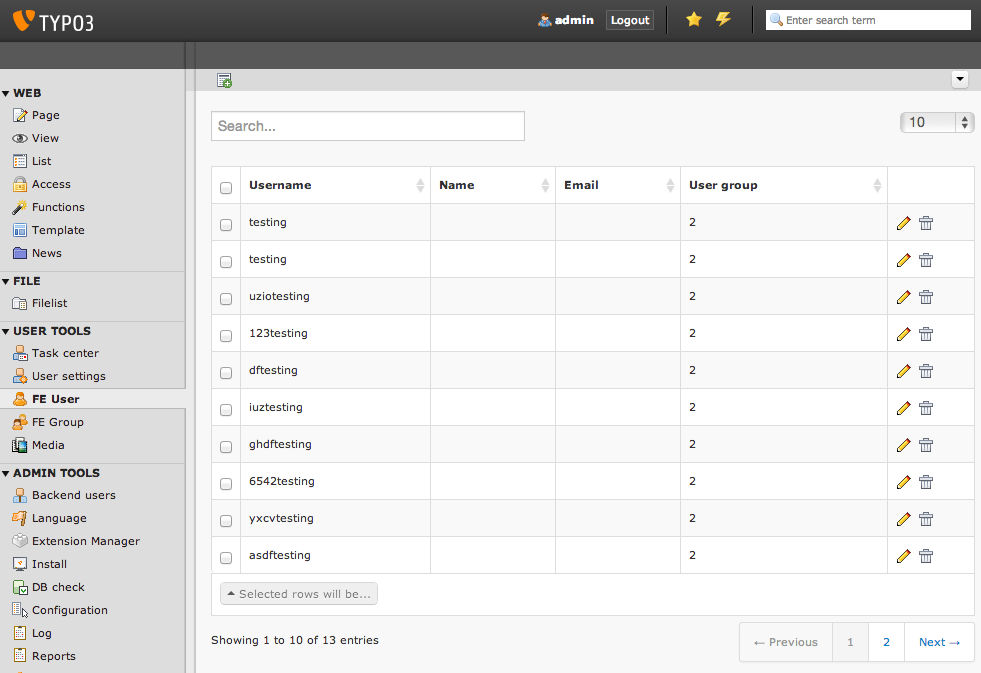 TYPO3
admin
Logout
Enter search term
WEB
Page
View
List
Access
Functions
Template
News
FILE
Filelist
USER TOOLS
Task center
User settings
FE User
FE Group
Media
ADMIN TOOLS
Backend users
Language
Extension Manager
Install
DB check
Configuration
Log
Reports
Search...
10
Username Name Email User group
testing 2
testing 2
uziotesting 2
123testing 2
dftesting 2
iuztesting 2
ghdftesting 2
6542testing 2
yxcvtesting 2
asdftesting 2
Selected rows will be...
Showing 1 to 10 of 13 entries
← Previous 1 2 Next →